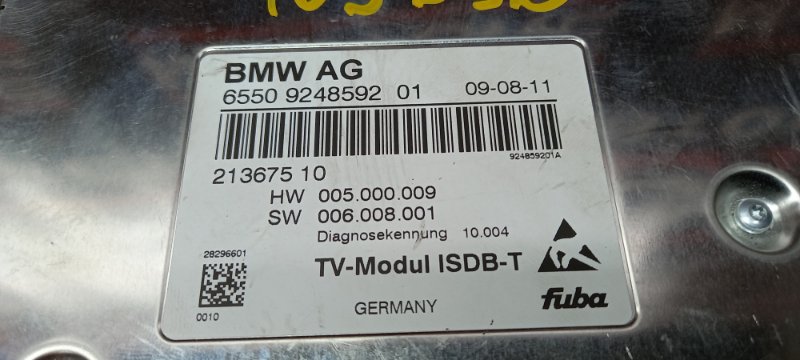 BMW AG
6550 9248592 01 09-08-11
924859201A
213675 10
HW 005.000.009
SW 006.008.001
Diagnosekennung 10.004
28296601
TV-Modul ISDB-T
0010
GERMANY
fuba